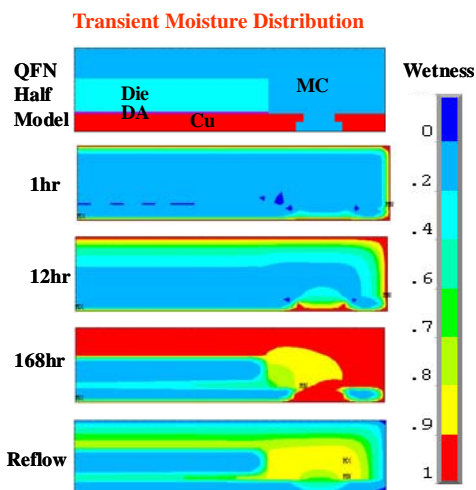 Transient Moisture Distribution
QFN
Half
Model
Die
DA
Cu
MC
Wetness
0
.2
.4
.6
.7
.8
.9
1
1hr
12hr
168hr
Reflow